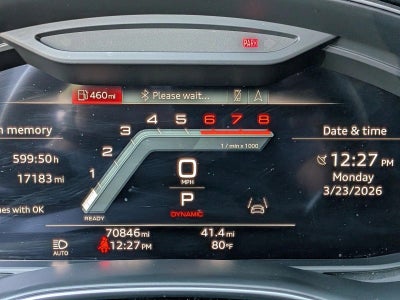 PARK
460 mi Please wait...
1 2 3 4 5 6 7 8
1 / min x 1000
n memory
599:50 h
17183 mi
nes with OK
0
MPH
P
DYNAMIC
READY
Date & time
12:27 PM
Monday
3/23/2026
70846 mi 41.4 mi
AUTO 12:27 PM 80°F